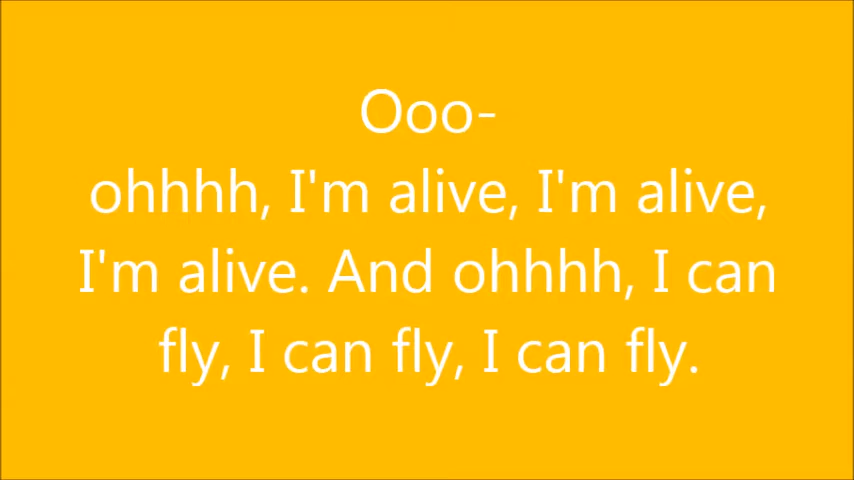 Ooo-
ohhhh, I'm alive, I'm alive,
I'm alive. And ohhhh, I can
fly, I can fly, I can fly.